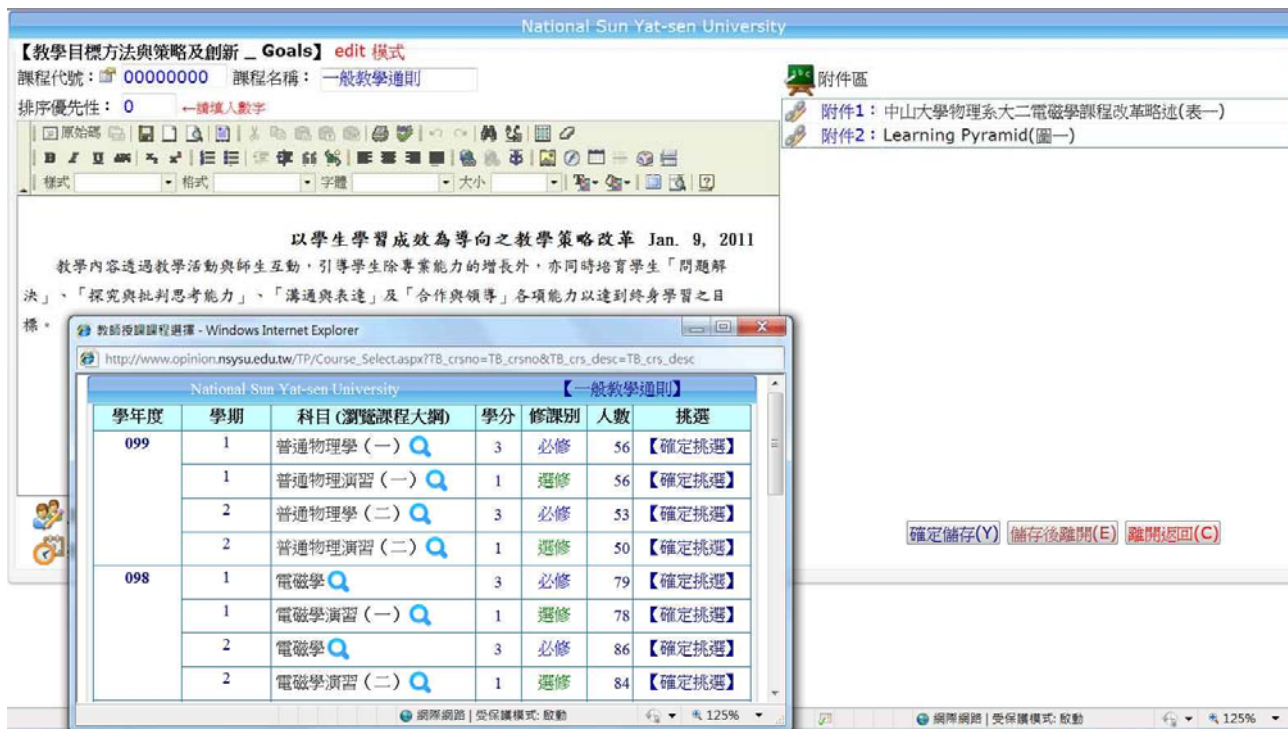 National Sun Yat-sen University
【教學目標方法與策略及創新 _ Goals】 edit 模式
課程代號： 00000000 課程名稱： 一般教學通則
排序優先性： 0 ←請填入數字
原始碼
B I U ABC
樣式 格式 字體 大小
以學生學習成效為導向之教學策略改革 Jan. 9, 2011
教學內容透過教學活動與師生互動，引導學生除專業能力的增長外，亦同時培育學生「問題解
決」、「探究與批判思考能力」、「溝通與表達」及「合作與領導」各項能力以達到終身學習之目
標。
附件區
附件1：中山大學物理系大二電磁學課程改革略述(表一)
附件2：Learning Pyramid(圖一)
確定儲存(Y) 儲存後離開(E) 離開返回(C)
教師授課課程選擇 - Windows Internet Explorer
http://www.opinion.nsysu.edu.tw/TP/Course_Select.aspx?TB_crsno=TB_crsno&TB_crs_desc=TB_crs_desc
National Sun Yat-sen University 【一般教學通則】
學年度 學期 科目(瀏覽課程大綱) 學分 修課別 人數 挑選
099 1 普通物理學（一） 3 必修 56 【確定挑選】
1 普通物理演習（一） 1 選修 56 【確定挑選】
2 普通物理學（二） 3 必修 53 【確定挑選】
2 普通物理演習（二） 1 選修 50 【確定挑選】
098 1 電磁學 3 必修 79 【確定挑選】
1 電磁學演習（一） 1 選修 78 【確定挑選】
2 電磁學 3 必修 86 【確定挑選】
2 電磁學演習（二） 1 選修 84 【確定挑選】
網際網路 | 受保護模式: 啟動 125%
網際網路 | 受保護模式: 啟動 125%